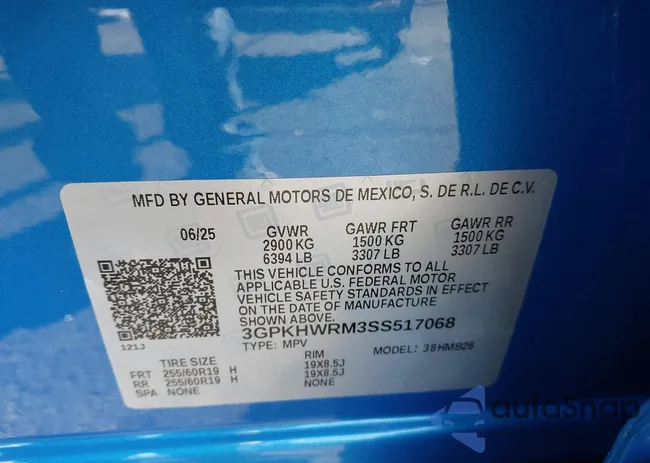 MFD BY GENERAL MOTORS DE MEXICO, S. DE R.L. DE C.V.
06/25 GVWR GAWR FRT GAWR RR
2900 KG 1500 KG 1500 KG
6394 LB 3307 LB 3307 LB
THIS VEHICLE CONFORMS TO ALL
APPLICABLE U.S. FEDERAL MOTOR
VEHICLE SAFETY STANDARDS IN EFFECT
ON THE DATE OF MANUFACTURE
SHOWN ABOVE.
3GPKHWRM3SS517068
121J TYPE: MPV MODEL: 38HMB26
TIRE SIZE RIM
FRT 255/60R19 H 19X8.5J
RR 255/60R19 H 19X8.5J
SPA NONE NONE
autoSnap